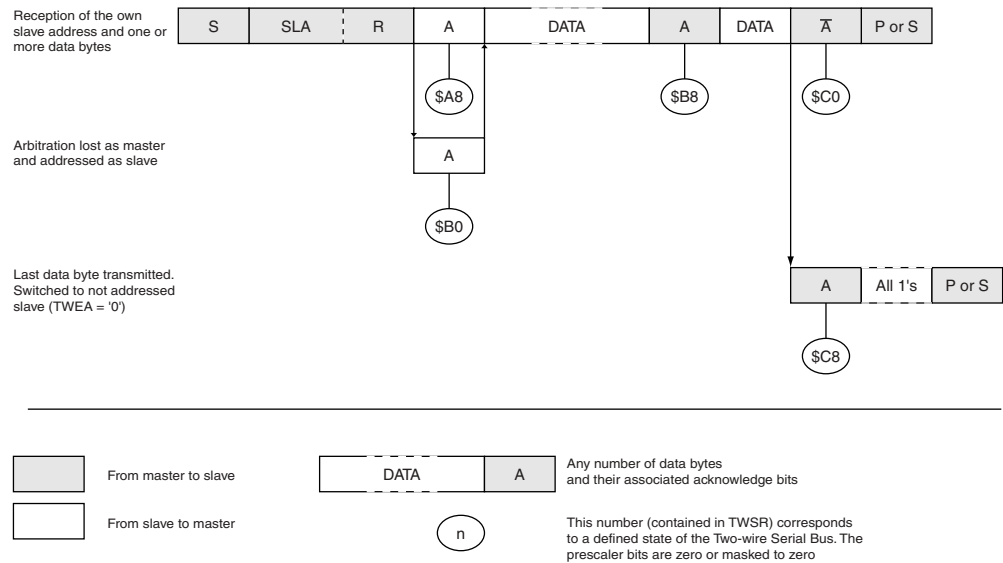 Reception of the own
slave address and one or
more data bytes
S SLA R A DATA A DATA A̅ P or S
$A8 $B8 $C0
Arbitration lost as master
and addressed as slave
A
$B0
Last data byte transmitted.
Switched to not addressed
slave (TWEA = '0')
A All 1's P or S
$C8
From master to slave
DATA A
Any number of data bytes
and their associated acknowledge bits
From slave to master
n
This number (contained in TWSR) corresponds
to a defined state of the Two-wire Serial Bus. The
prescaler bits are zero or masked to zero